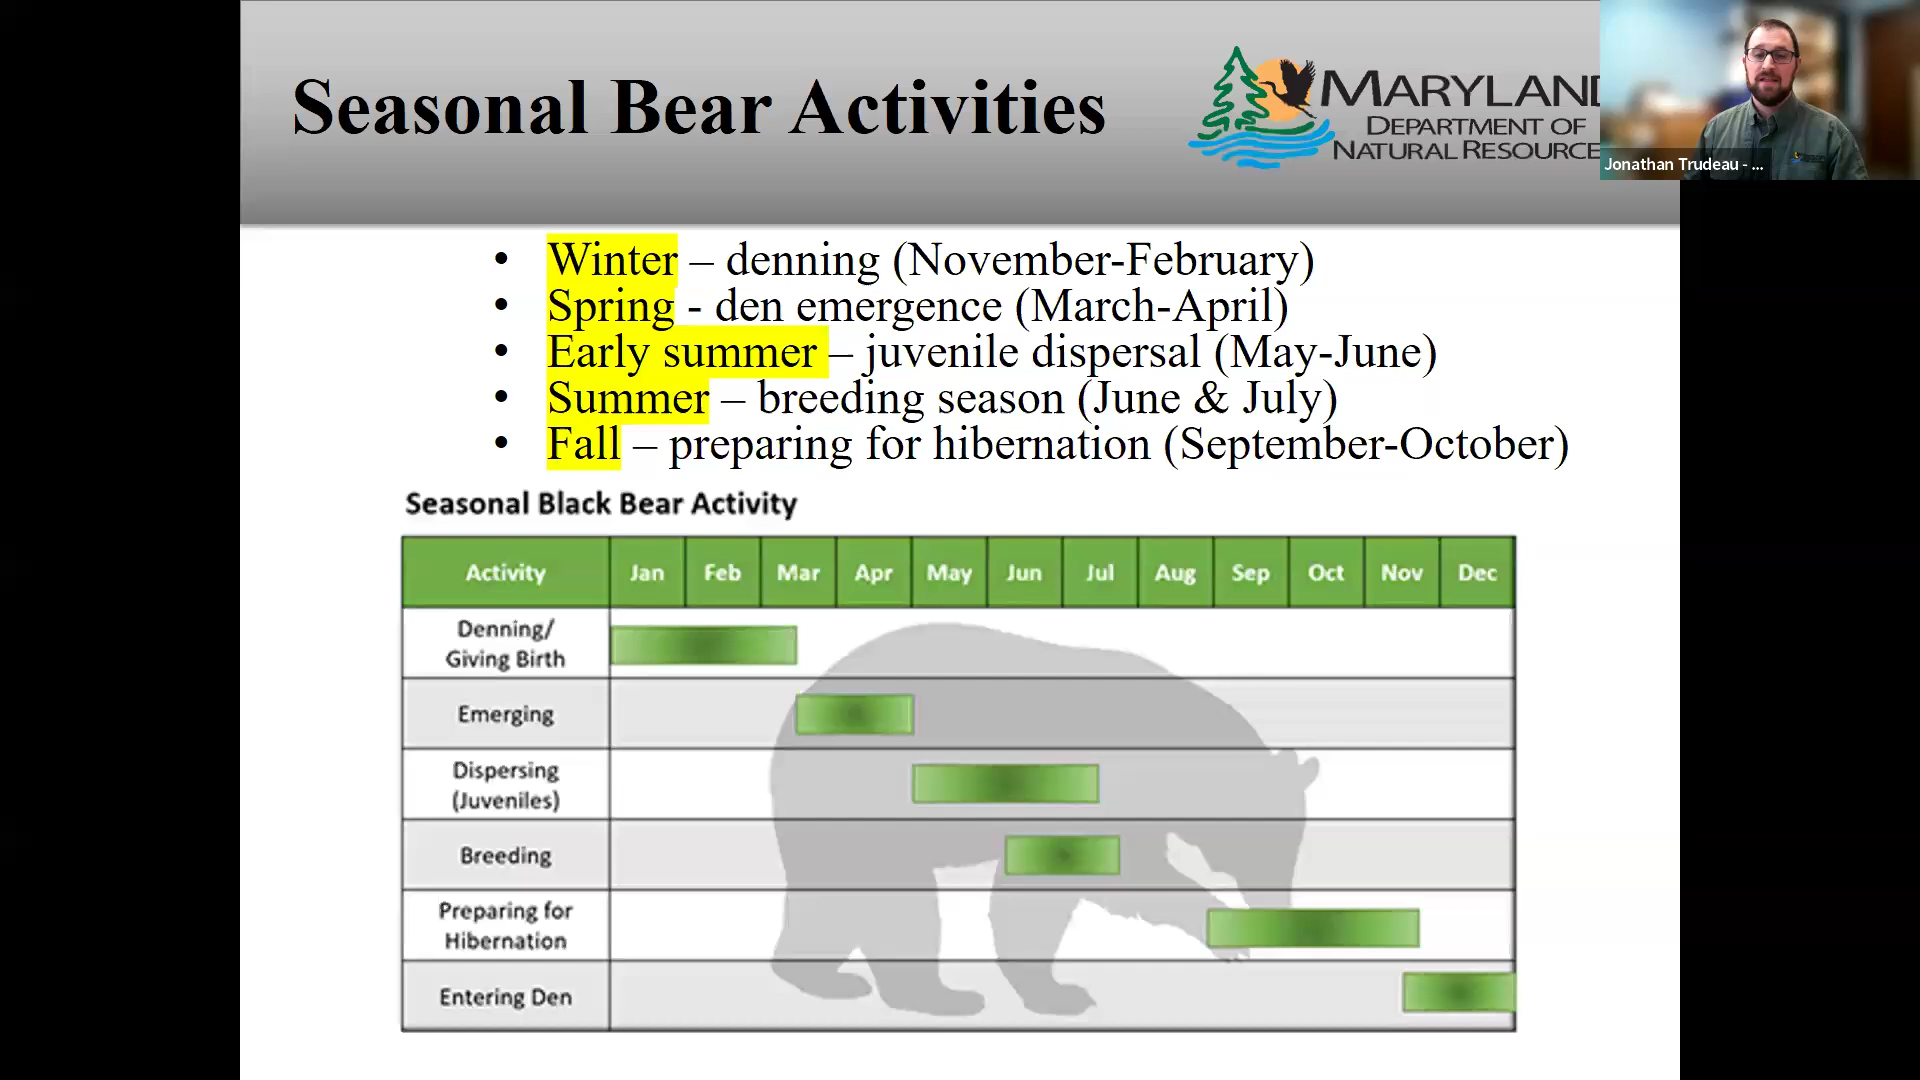 Seasonal Bear Activities
MARYLAND
DEPARTMENT OF
NATURAL RESOURCE
Jonathan Trudeau - ...
• Winter – denning (November-February)
• Spring - den emergence (March-April)
• Early summer – juvenile dispersal (May-June)
• Summer – breeding season (June & July)
• Fall – preparing for hibernation (September-October)
Seasonal Black Bear Activity
Activity Jan Feb Mar Apr May Jun Jul Aug Sep Oct Nov Dec
Denning/
Giving Birth
Emerging
Dispersing
(Juveniles)
Breeding
Preparing for
Hibernation
Entering Den